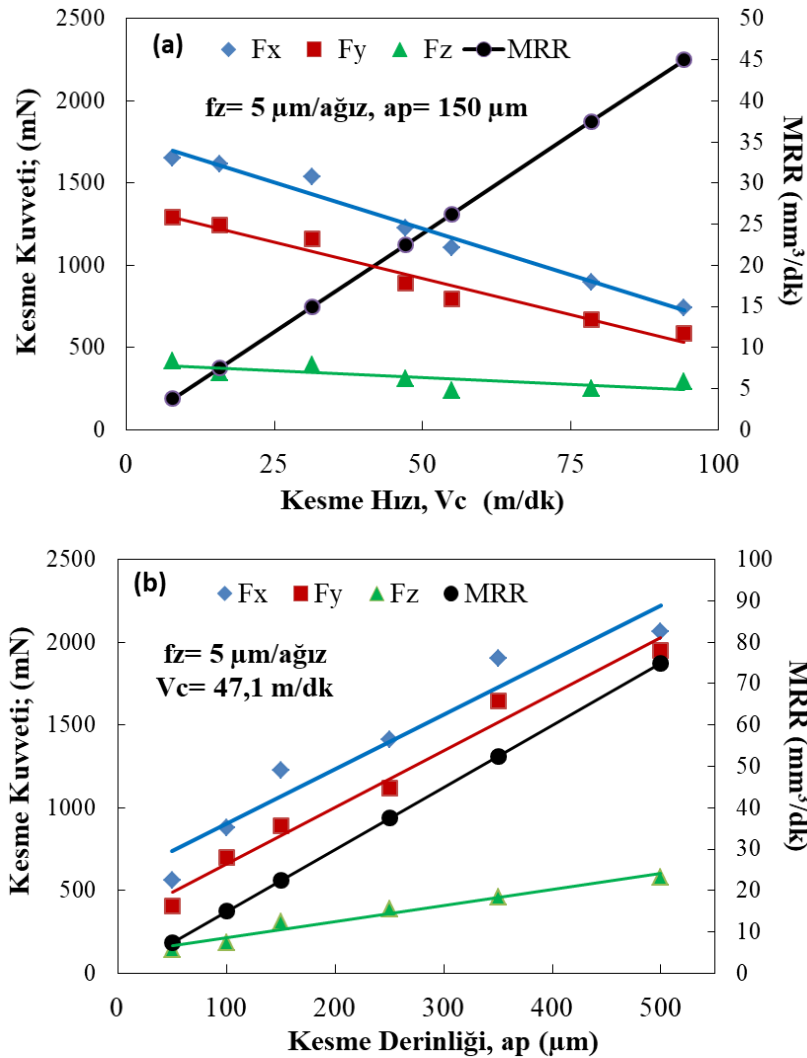 (a)
Fx Fy Fz MRR
fz= 5 µm/ağız, ap= 150 µm
Kesme Kuvveti; (mN)
2500
2000
1500
1000
500
0
50
45
40
35
30
25
20
15
10
5
0
MRR (mm³/dk)
0 25 50 75 100
Kesme Hızı, Vc (m/dk)
(b)
Fx Fy Fz MRR
fz= 5 µm/ağız
Vc= 47,1 m/dk
Kesme Kuvveti; (mN)
2500
2000
1500
1000
500
0
100
90
80
70
60
50
40
30
20
10
0
MRR (mm³/dk)
0 100 200 300 400 500
Kesme Derinliği, ap (µm)